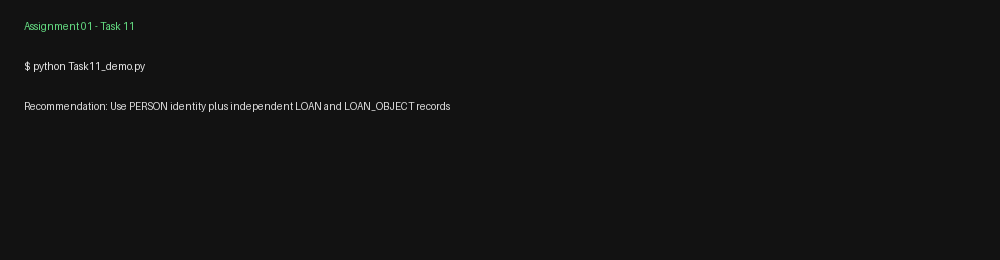 Assignment 01 - Task 11
$ python Task11_demo.py
Recommendation: Use PERSON identity plus independent LOAN and LOAN_OBJECT records